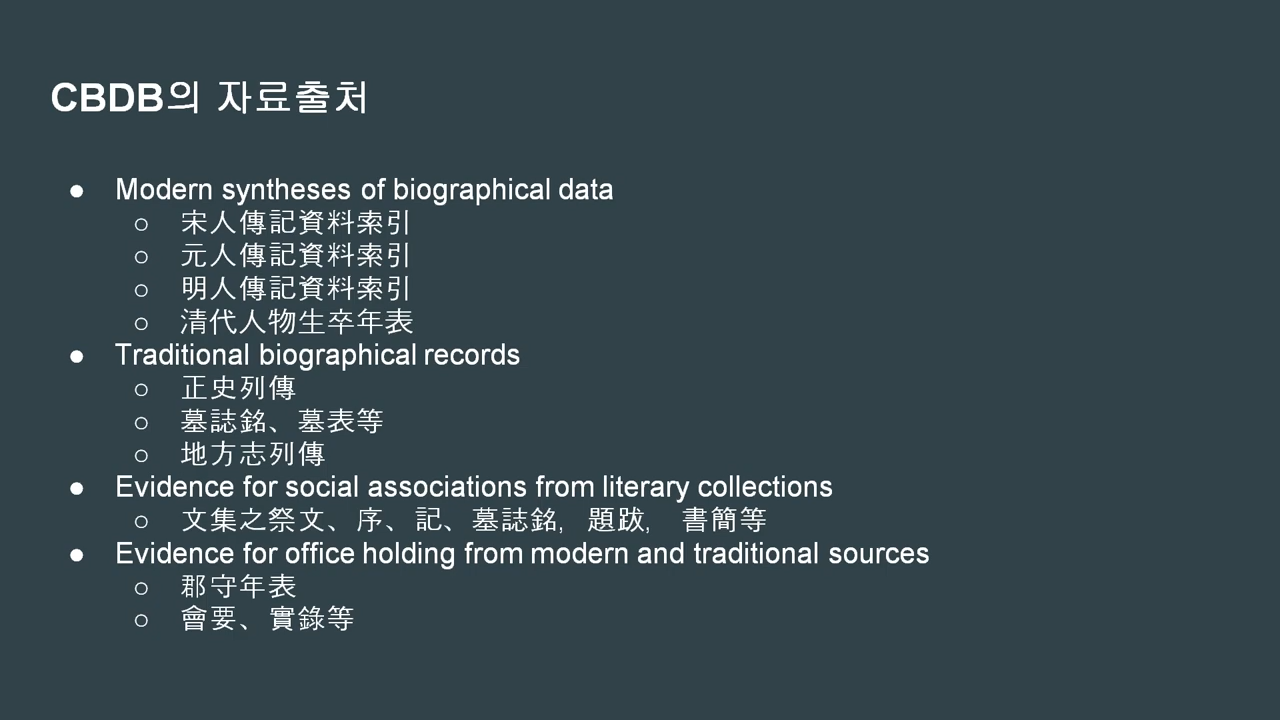 CBDB의 자료출처
● Modern syntheses of biographical data
○ 宋人傳記資料索引
○ 元人傳記資料索引
○ 明人傳記資料索引
○ 清代人物生卒年表
● Traditional biographical records
○ 正史列傳
○ 墓誌銘、墓表等
○ 地方志列傳
● Evidence for social associations from literary collections
○ 文集之祭文、序、記、墓誌銘, 題跋, 書簡等
● Evidence for office holding from modern and traditional sources
○ 郡守年表
○ 會要、實錄等